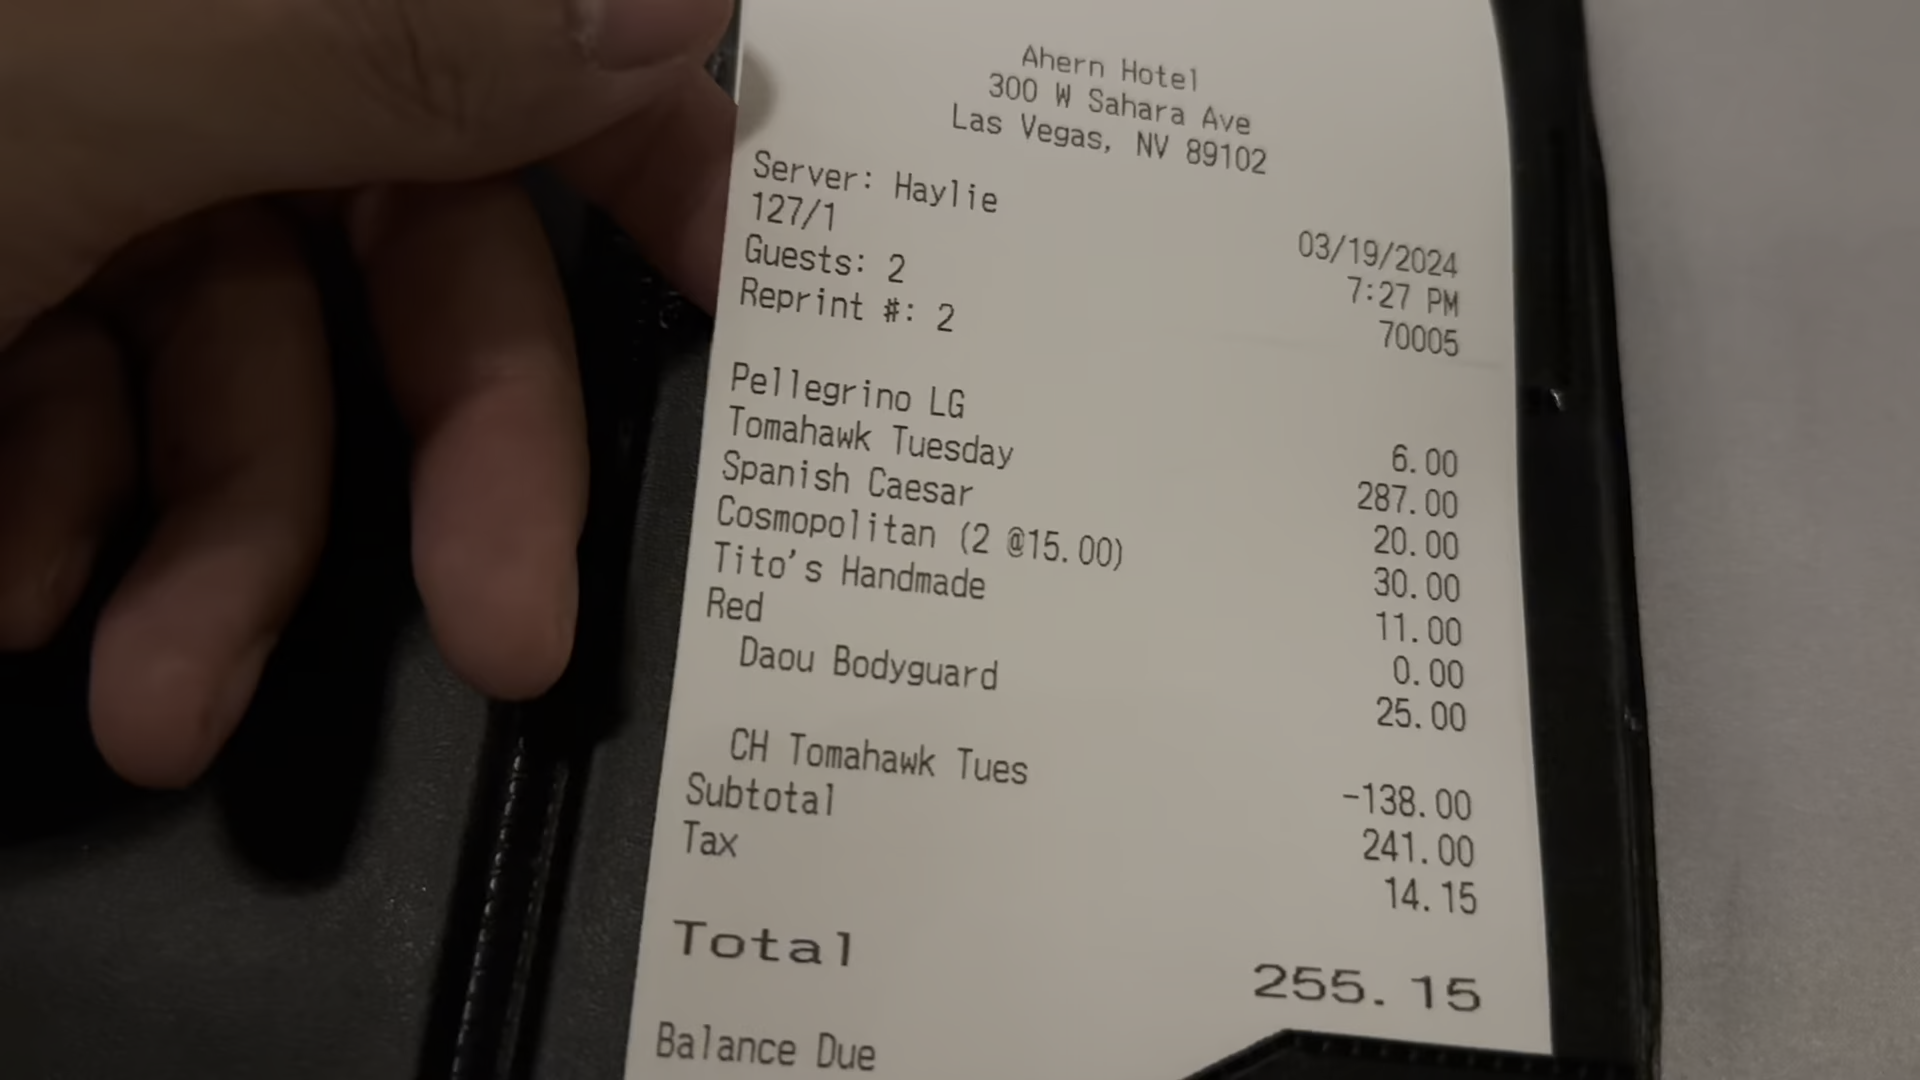 Ahern Hotel
300 W Sahara Ave
Las Vegas, NV 89102
Server: Haylie 03/19/2024
127/1 7:27 PM
Guests: 2 70005
Reprint #: 2
Pellegrino LG 6.00
Tomahawk Tuesday 287.00
Spanish Caesar 20.00
Cosmopolitan (2 @15.00) 30.00
Tito's Handmade 11.00
Red 0.00
Daou Bodyguard 25.00
CH Tomahawk Tues -138.00
Subtotal 241.00
Tax 14.15
Total 255.15
Balance Due